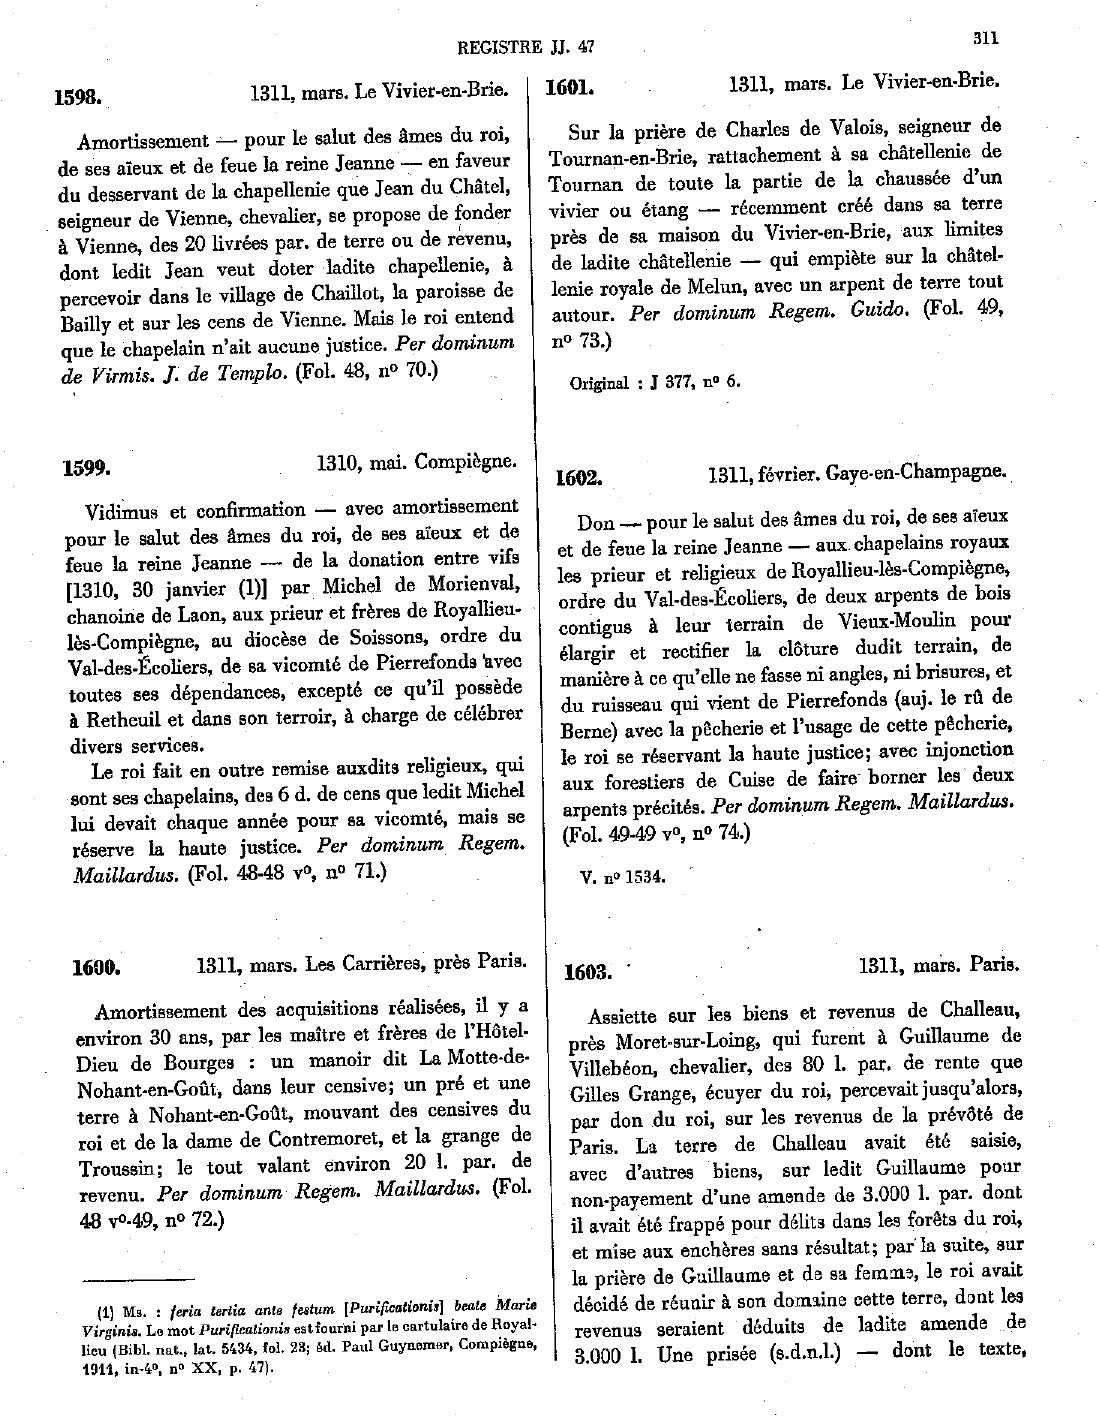 REGISTRE JJ. 47
311
1598. 1311, mars. Le Vivier-en-Brie.
Amortissement — pour le salut des âmes du roi,
de ses aïeux et de feue la reine Jeanne — en faveur
du desservant de la chapellenie que Jean du Châtel,
seigneur de Vienne, chevalier, se propose de fonder
à Vienne, des 20 livrées par. de terre ou de revenu,
dont ledit Jean veut doter ladite chapellenie, à
percevoir dans le village de Chaillot, la paroisse de
Bailly et sur les cens de Vienne. Mais le roi entend
que le chapelain n'ait aucune justice. Per dominum
de Virmis. J. de Templo. (Fol. 48, nº 70.)
1599. 1310, mai. Compiègne.
Vidimus et confirmation — avec amortissement
pour le salut des âmes du roi, de ses aïeux et de
feue la reine Jeanne — de la donation entre vifs
[1310, 30 janvier (1)] par Michel de Morienval,
chanoine de Laon, aux prieur et frères de Royallieu-
lès-Compiègne, au diocèse de Soissons, ordre du
Val-des-Écoliers, de sa vicomté de Pierrefonds avec
toutes ses dépendances, excepté ce qu'il possède
à Retheuil et dans son terroir, à charge de célébrer
divers services.
Le roi fait en outre remise auxdits religieux, qui
sont ses chapelains, des 6 d. de cens que ledit Michel
lui devait chaque année pour sa vicomté, mais se
réserve la haute justice. Per dominum Regem.
Maillardus. (Fol. 48-48 vº, nº 71.)
1600. 1311, mars. Les Carrières, près Paris.
Amortissement des acquisitions réalisées, il y a
environ 30 ans, par les maître et frères de l'Hôtel-
Dieu de Bourges : un manoir dit La Motte-de-
Nohant-en-Goût, dans leur censive; un pré et une
terre à Nohant-en-Goût, mouvant des censives du
roi et de la dame de Contremoret, et la grange de
Troussin; le tout valant environ 20 l. par. de
revenu. Per dominum Regem. Maillardus. (Fol.
48 vº-49, nº 72.)
(1) Ms. : feria tertia ante festum [Purificationis] beate Marie
Virginis. Le mot Purificationis est fourni par le cartulaire de Royal-
lieu (Bibl. nat., lat. 5434, fol. 28; éd. Paul Guynemer, Compiègne,
1911, in-4º, nº XX, p. 47).
1601. 1311, mars. Le Vivier-en-Brie.
Sur la prière de Charles de Valois, seigneur de
Tournan-en-Brie, rattachement à sa châtellenie de
Tournan de toute la partie de la chaussée d'un
vivier ou étang — récemment créé dans sa terre
près de sa maison du Vivier-en-Brie, aux limites
de ladite châtellenie — qui empiète sur la châtel-
lenie royale de Melun, avec un arpent de terre tout
autour. Per dominum Regem. Guido. (Fol. 49,
nº 73.)
Original : J 377, nº 6.
1602. 1311, février. Gaye-en-Champagne.
Don — pour le salut des âmes du roi, de ses aïeux
et de feue la reine Jeanne — aux chapelains royaux
les prieur et religieux de Royallieu-lès-Compiègne,
ordre du Val-des-Écoliers, de deux arpents de bois
contigus à leur terrain de Vieux-Moulin pour
élargir et rectifier la clôture dudit terrain, de
manière à ce qu'elle ne fasse ni angles, ni brisures, et
du ruisseau qui vient de Pierrefonds (auj. le rû de
Berne) avec la pêcherie et l'usage de cette pêcherie,
le roi se réservant la haute justice; avec injonction
aux forestiers de Cuise de faire borner les deux
arpents précités. Per dominum Regem. Maillardus.
(Fol. 49-49 vº, nº 74.)
V. nº 1534.
1603. 1311, mars. Paris.
Assiette sur les biens et revenus de Challeau,
près Moret-sur-Loing, qui furent à Guillaume de
Villebéon, chevalier, des 80 l. par. de rente que
Gilles Grange, écuyer du roi, percevait jusqu'alors,
par don du roi, sur les revenus de la prévôté de
Paris. La terre de Challeau avait été saisie,
avec d'autres biens, sur ledit Guillaume pour
non-payement d'une amende de 3.000 l. par. dont
il avait été frappé pour délits dans les forêts du roi,
et mise aux enchères sans résultat; par la suite, sur
la prière de Guillaume et de sa femme, le roi avait
décidé de réunir à son domaine cette terre, dont les
revenus seraient déduits de ladite amende de
3.000 l. Une prisée (s.d.n.l.) — dont le texte,